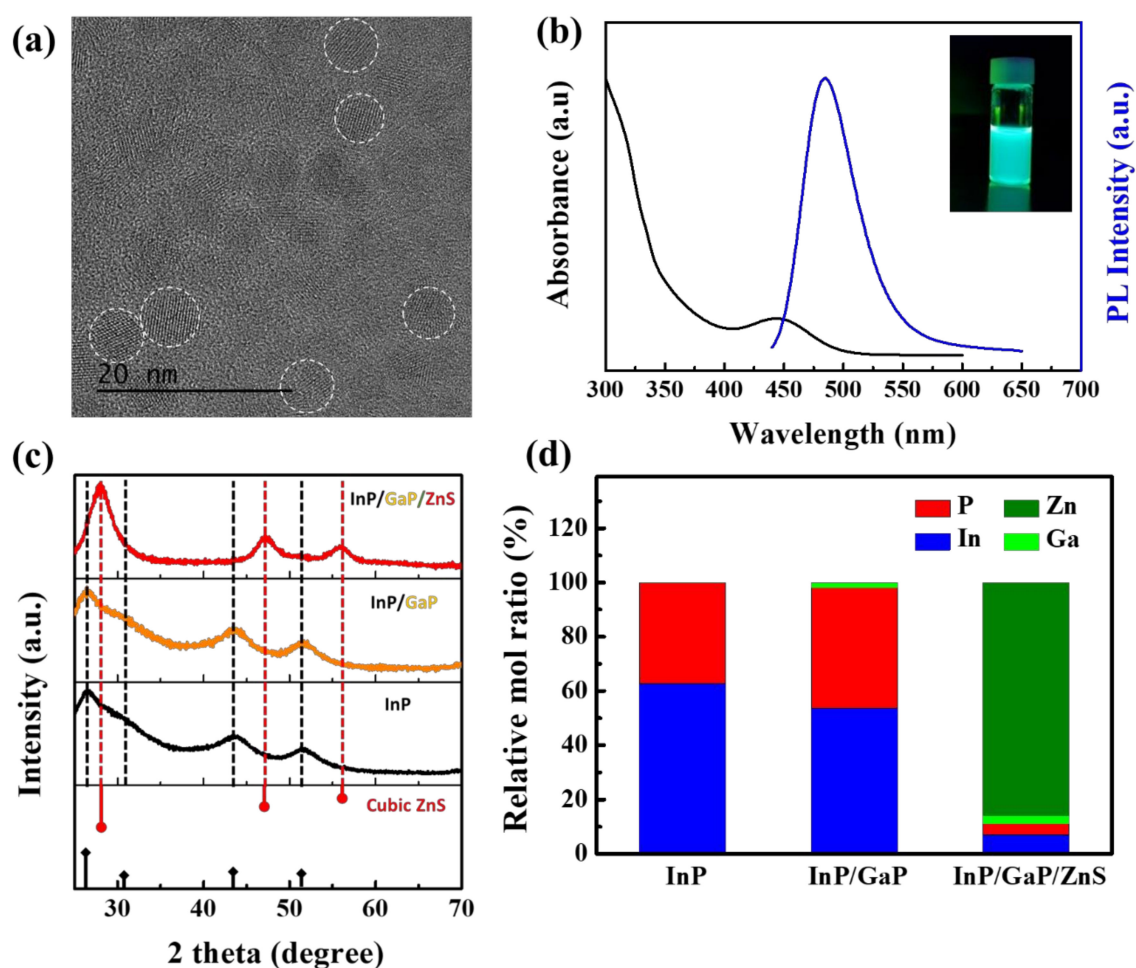 (a)
20 nm
(b)
Absorbance (a.u)
PL Intensity (a.u.)
300 350 400 450 500 550 600 650 700
Wavelength (nm)
(c)
Intensity (a.u.)
InP/GaP/ZnS
InP/GaP
InP
Cubic ZnS
30 40 50 60 70
2 theta (degree)
(d)
Relative mol ratio (%)
P Zn
In Ga
120
100
80
60
40
20
0
InP InP/GaP InP/GaP/ZnS